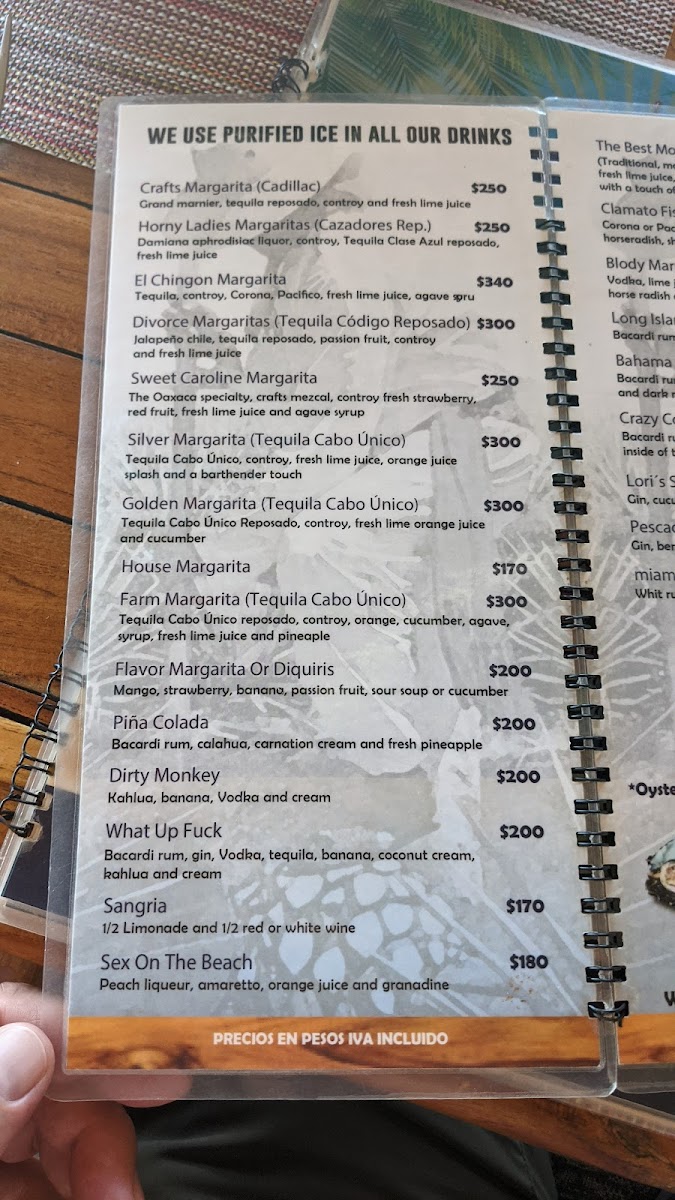 WE USE PURIFIED ICE IN ALL OUR DRINKS
Crafts Margarita (Cadillac) $250
Grand marnier, tequila reposado, controy and fresh lime juice
Horny Ladies Margaritas (Cazadores Rep.) $250
Damiana aphrodisiac liquor, controy, Tequila Clase Azul reposado,
fresh lime juice
El Chingon Margarita $340
Tequila, controy, Corona, Pacifico, fresh lime juice, agave syru
Divorce Margaritas (Tequila Código Reposado) $300
Jalapeño chile, tequila reposado, passion fruit, controy
and fresh lime juice
Sweet Caroline Margarita $250
The Oaxaca specialty, crafts mezcal, controy fresh strawberry,
red fruit, fresh lime juice and agave syrup
Silver Margarita (Tequila Cabo Único) $300
Tequila Cabo Único, controy, fresh lime juice, orange juice
splash and a barthender touch
Golden Margarita (Tequila Cabo Único) $300
Tequila Cabo Único Reposado, controy, fresh lime orange juice
and cucumber
House Margarita $170
Farm Margarita (Tequila Cabo Único) $300
Tequila Cabo Único reposado, controy, orange, cucumber, agave,
syrup, fresh lime juice and pineaple
Flavor Margarita Or Diquiris $200
Mango, strawberry, banana, passion fruit, sour soup or cucumber
Piña Colada $200
Bacardi rum, calahua, carnation cream and fresh pineapple
Dirty Monkey $200
Kahlua, banana, Vodka and cream
What Up Fuck $200
Bacardi rum, gin, Vodka, tequila, banana, coconut cream,
kahlua and cream
Sangria $170
1/2 Limonade and 1/2 red or white wine
Sex On The Beach $180
Peach liqueur, amaretto, orange juice and granadine
PRECIOS EN PESOS IVA INCLUIDO
The Best Mo
(Traditional, m
fresh lime juice,
with a touch of
Clamato Fis
Corona or Pac
horseradish, s
Blody Mar
Vodka, lime
horse radish
Long Islan
Bacardi rum
Bahama
Bacardi ru
and dark r
Crazy Co
Bacardi ru
inside of t
Lori´s S
Gin, cucu
Pescad
Gin, ber
miam
Whit ru
*Oyste
W